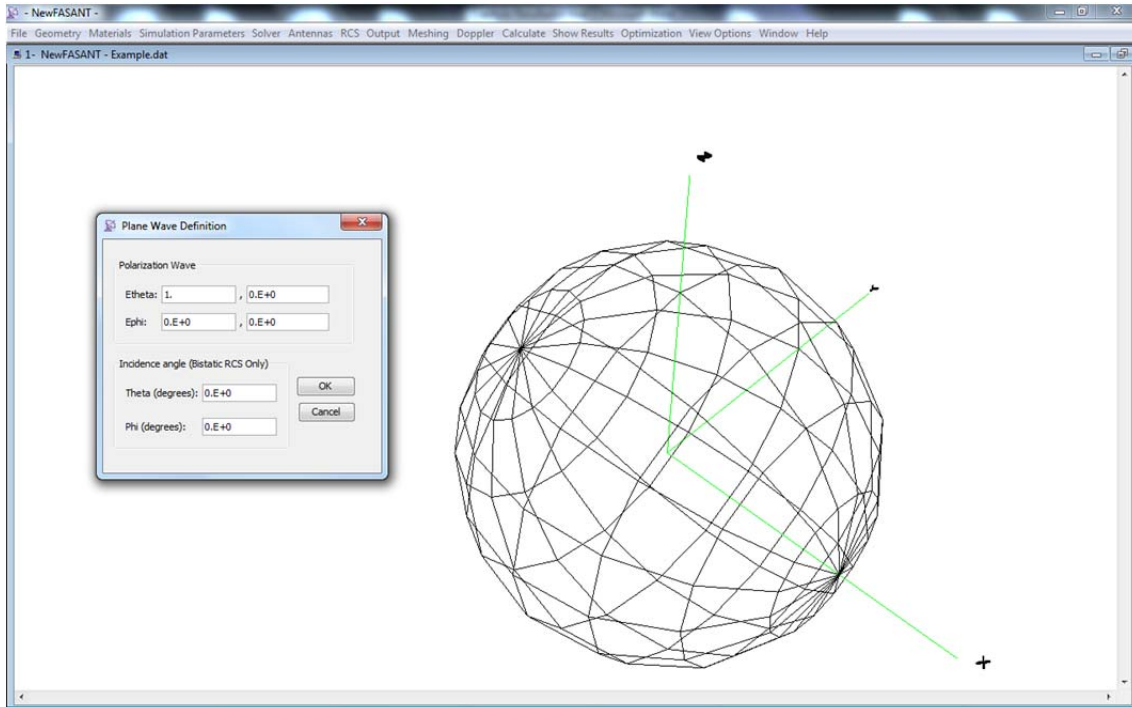 - NewFASANT -
File Geometry Materials Simulation Parameters Solver Antennas RCS Output Meshing Doppler Calculate Show Results Optimization View Options Window Help
1- NewFASANT - Example.dat
Plane Wave Definition
Polarization Wave
Etheta: 1. , 0.E+0
Ephi: 0.E+0 , 0.E+0
Incidence angle (Bistatic RCS Only)
Theta (degrees): 0.E+0 OK
Cancel
Phi (degrees): 0.E+0